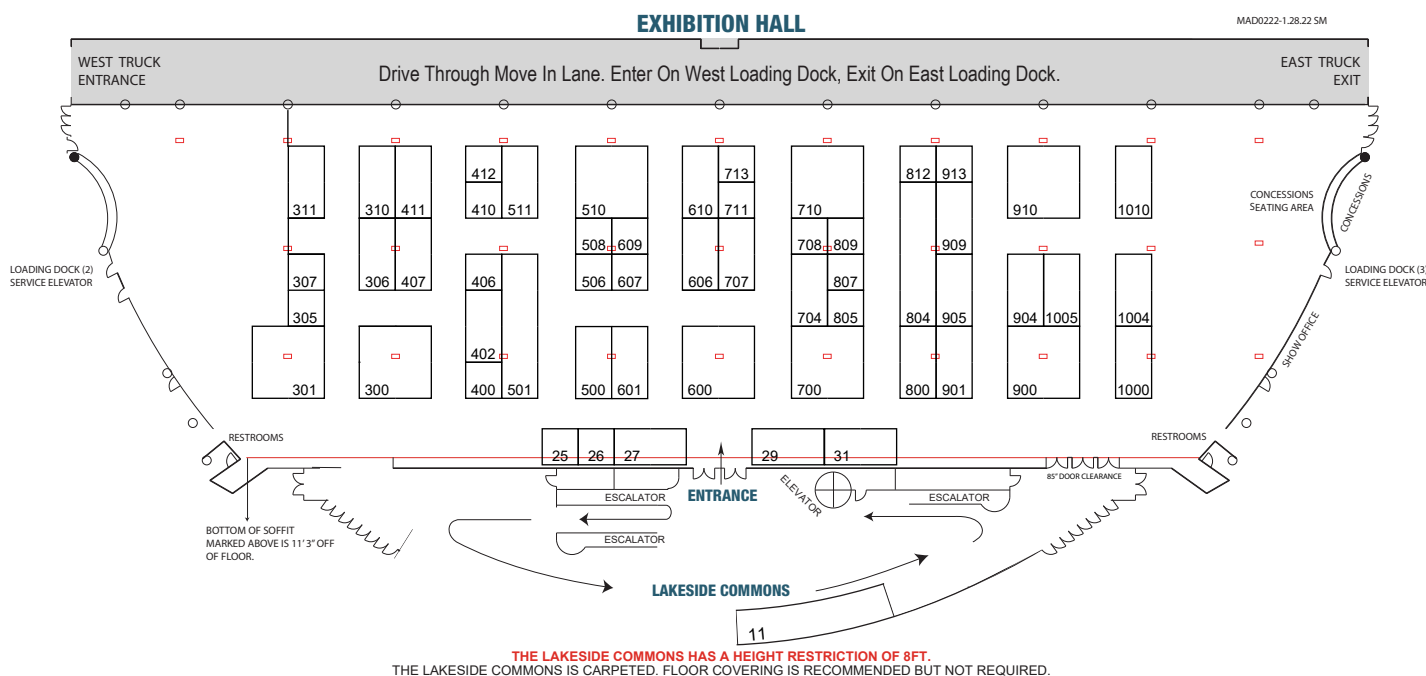 EXHIBITION HALL
MAD0222-1.28.22 SM
WEST TRUCK
ENTRANCE
Drive Through Move In Lane. Enter On West Loading Dock, Exit On East Loading Dock.
EAST TRUCK
EXIT
412
713
812 913
311
310 411
410 511
510
610 711
710
910
1010
CONCESSIONS
SEATING AREA
CONCESSIONS
508 609
708 809
909
LOADING DOCK (2)
SERVICE ELEVATOR
307
306 407
406
506 607
606 707
807
LOADING DOCK (3)
SERVICE ELEVATOR
305
704 805
804 905
904 1005
1004
SHOW OFFICE
402
301
300
400 501
500 601
600
700
800 901
900
1000
RESTROOMS
25 26 27
29 31
RESTROOMS
85" DOOR CLEARANCE
ESCALATOR
ENTRANCE
ELEVATOR
ESCALATOR
BOTTOM OF SOFFIT
MARKED ABOVE IS 11'3" OFF
OF FLOOR.
ESCALATOR
LAKESIDE COMMONS
11
THE LAKESIDE COMMONS HAS A HEIGHT RESTRICTION OF 8FT.
THE LAKESIDE COMMONS IS CARPETED. FLOOR COVERING IS RECOMMENDED BUT NOT REQUIRED.